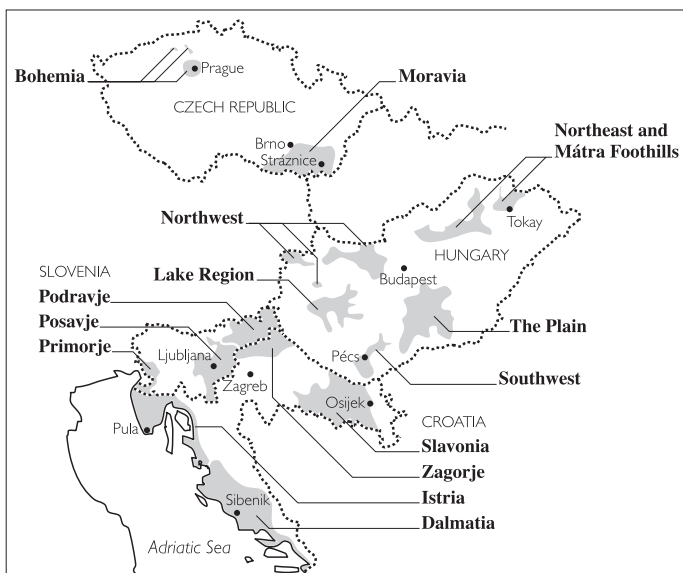 Bohemia
Prague
CZECH REPUBLIC
Moravia
Brno
Stráznice
Northeast and
Mátra Foothills
Tokay
Northwest
HUNGARY
SLOVENIA
Lake Region
Budapest
Podravje
Posavje
The Plain
Primorje
Ljubljana
Pécs
Zagreb
Southwest
Osijek
CROATIA
Pula
Slavonia
Zagorje
Istria
Sibenik
Dalmatia
Adriatic Sea